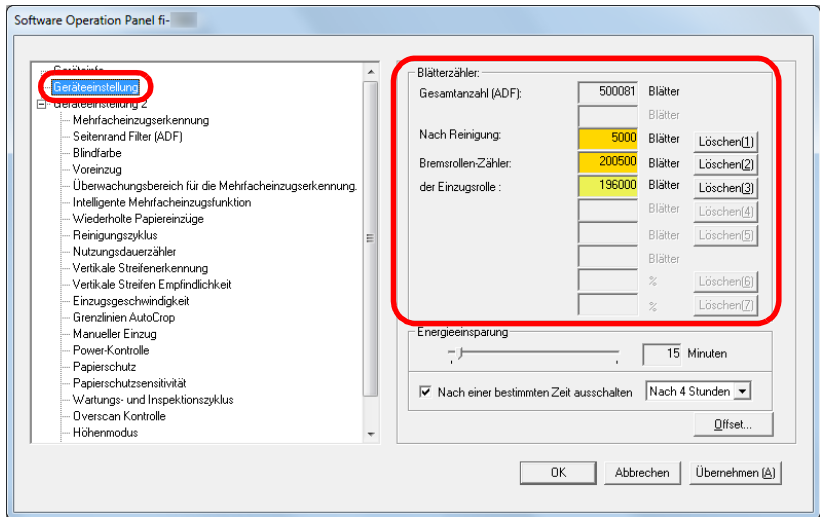 Software Operation Panel fi-
Geräteinfo
Geräteeinstellung
Geräteeinstellung 2
Mehrfacheinzugserkennung
Seitenrand Filter (ADF)
Blindfarbe
Voreinzug
Überwachungsbereich für die Mehrfacheinzugserkennung.
Intelligente Mehrfacheinzugsfunktion
Wiederholte Papiereinzüge
Reinigungszyklus
Nutzungsdauerzähler
Vertikale Streifenerkennung
Vertikale Streifen Empfindlichkeit
Einzugsgeschwindigkeit
Grenzlinien AutoCrop
Manueller Einzug
Power-Kontrolle
Papierschutz
Papierschutzsensitivität
Wartungs- und Inspektionszyklus
Overscan Kontrolle
Höhenmodus
Blätterzähler:
Gesamtanzahl (ADF): 500081 Blätter
Blätter
Nach Reinigung: 5000 Blätter Löschen(1)
Bremsrollen-Zähler: 200500 Blätter Löschen(2)
der Einzugsrolle : 196000 Blätter Löschen(3)
Blätter Löschen(4)
Blätter Löschen(5)
Blätter
% Löschen(6)
% Löschen(7)
Energieeinsparung
15 Minuten
Nach einer bestimmten Zeit ausschalten Nach 4 Stunden
Offset...
OK Abbrechen Übernehmen (A)